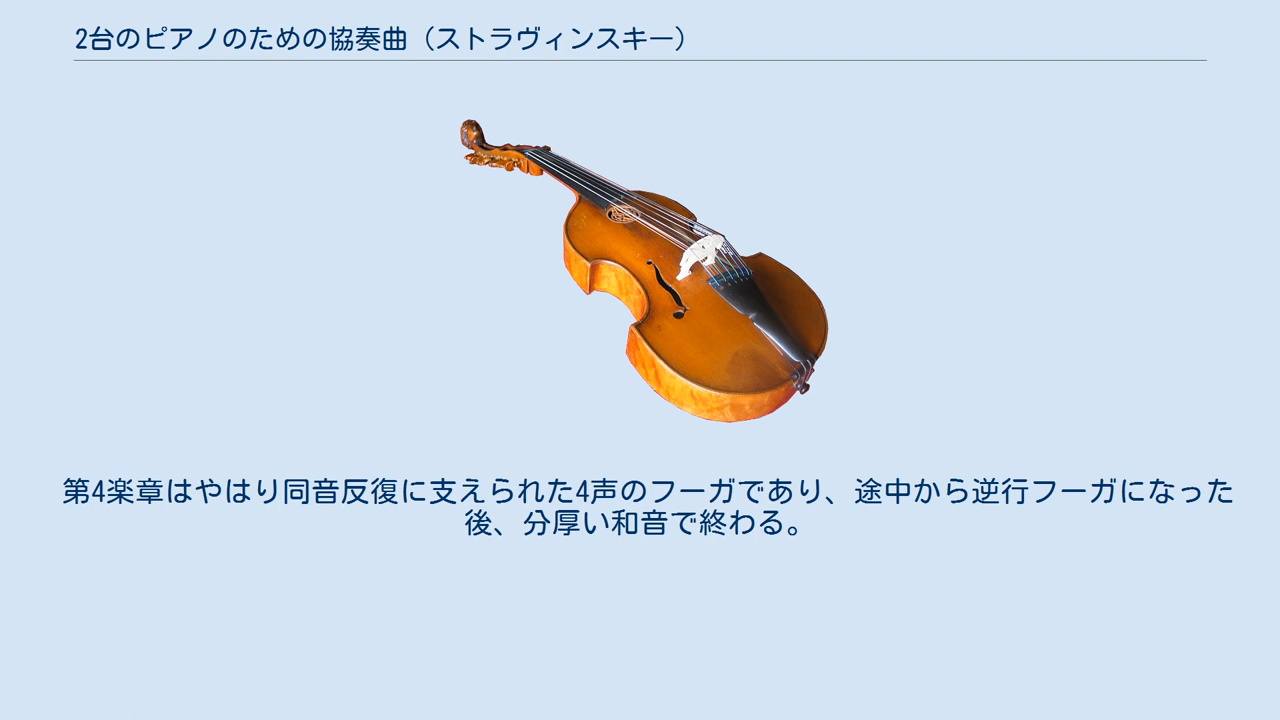 2台のピアノのための協奏曲（ストラヴィンスキー）
第4楽章はやはり同音反復に支えられた4声のフーガであり、途中から逆行フーガになった
後、分厚い和音で終わる。